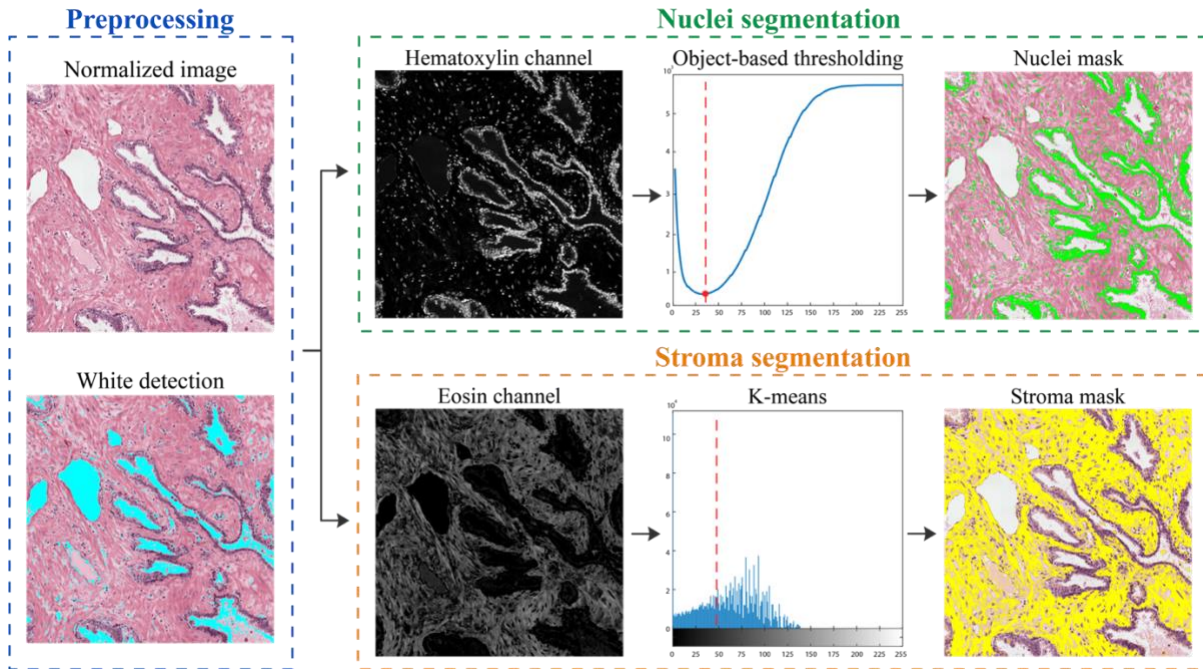 Preprocessing
Normalized image
White detection
Nuclei segmentation
Hematoxylin channel
Object-based thresholding
Nuclei mask
5
4
3
2
1
0
0 25 50 75 100 125 150 175 200 225 255
Stroma segmentation
Eosin channel
K-means
Stroma mask
10
8
6
4
2
0
0 25 50 75 100 125 150 175 200 225 255